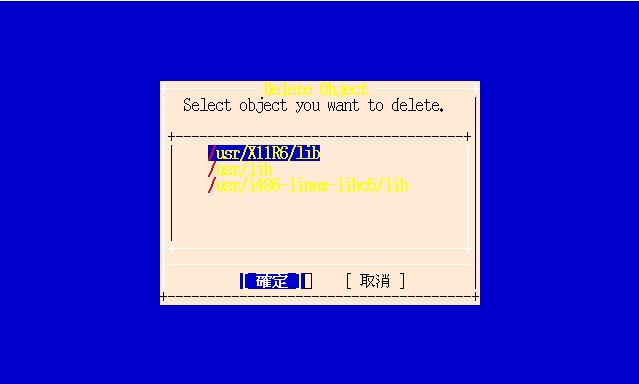 Delete Object
Select object you want to delete.
/usr/X11R6/lib
/usr/lib
/usr/i486-linux-libc5/lib
[ 確定 ] [ 取消 ]